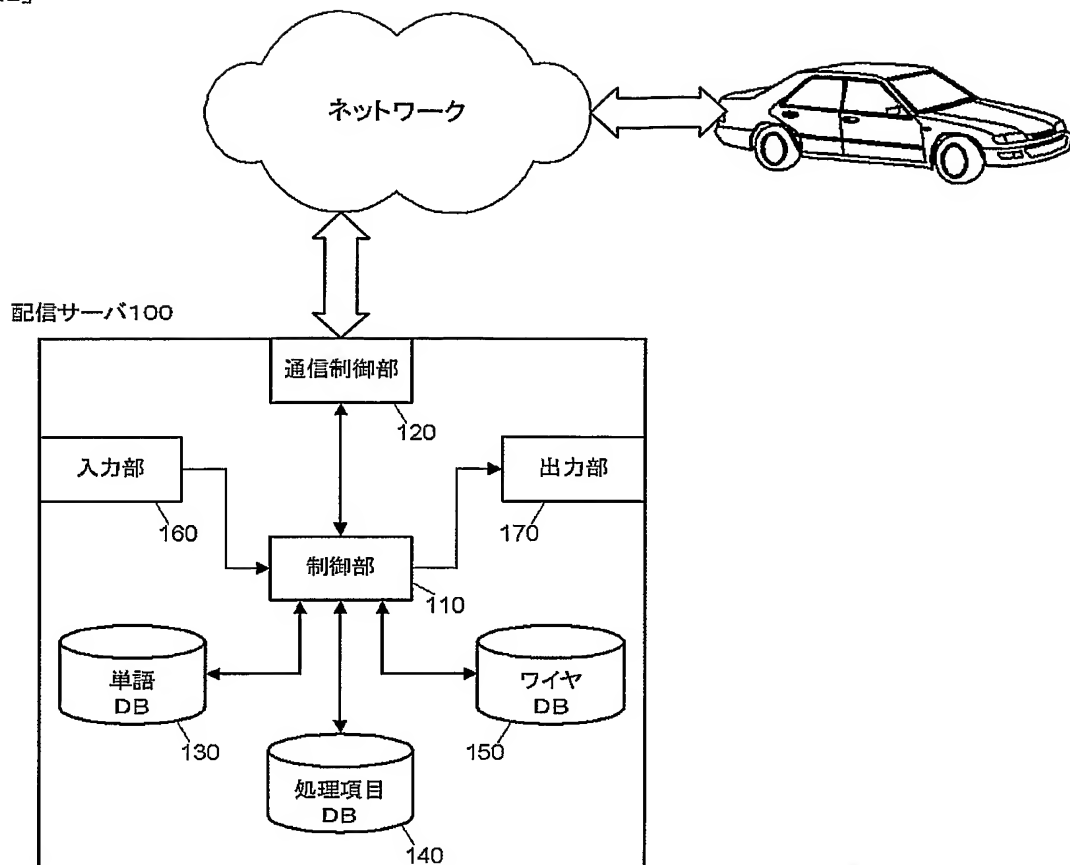 ネットワーク
配信サーバ100
通信制御部
120
入力部
160
出力部
170
制御部
110
単語
DB
130
処理項目
DB
140
ワイヤ
DB
150